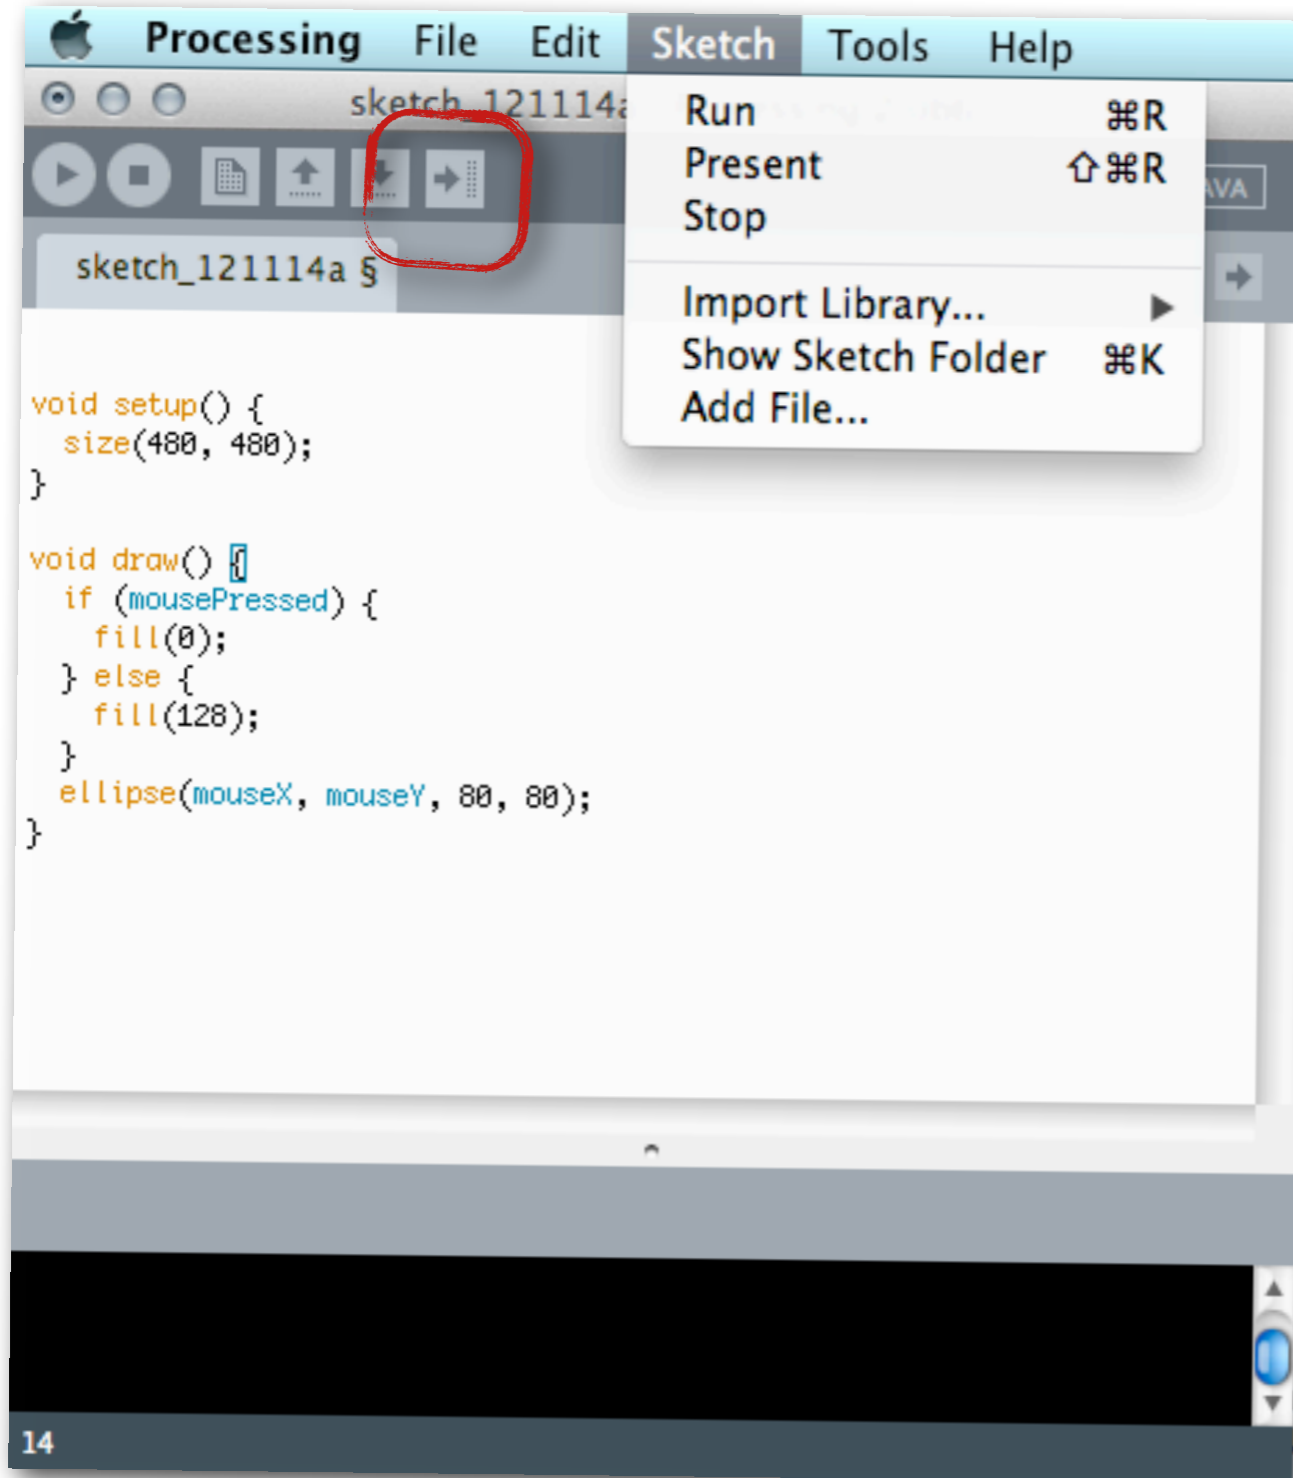 Processing File Edit Sketch Tools Help
sketch_121114a
Run ⌘R
Present ⇧⌘R
Stop
Import Library...
Show Sketch Folder ⌘K
Add File...
AVA
sketch_121114a §
void setup() {
  size(480, 480);
}
void draw() {
  if (mousePressed) {
    fill(0);
  } else {
    fill(128);
  }
  ellipse(mouseX, mouseY, 80, 80);
}
14